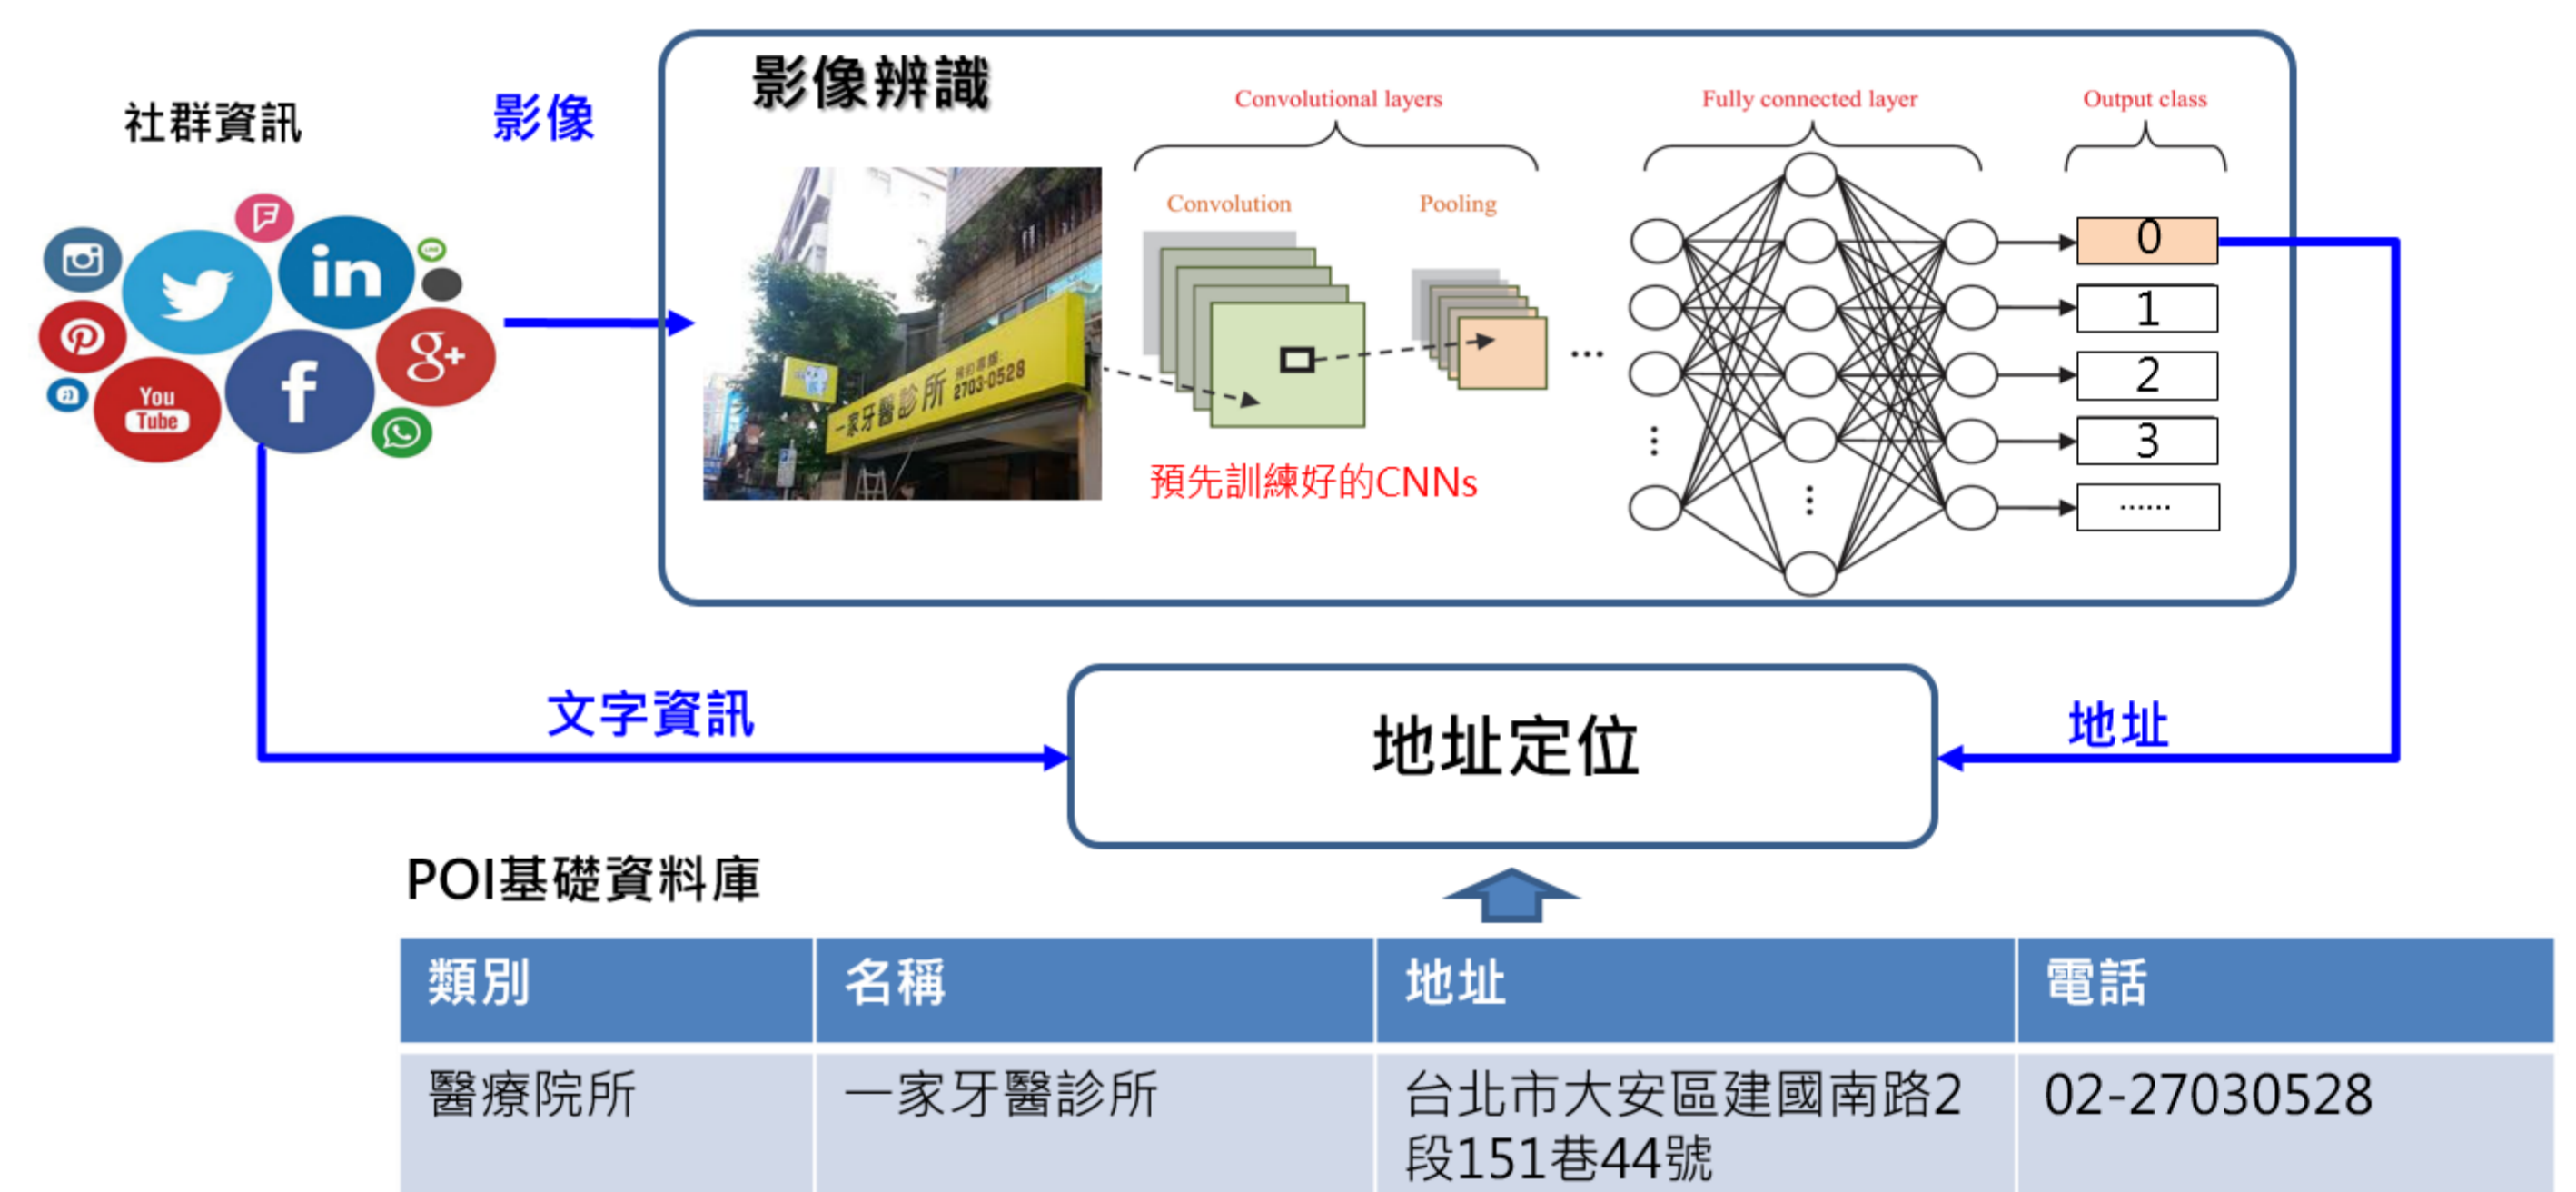 影像辨識
社群資訊
影像
Convolutional layers
Fully connected layer
Output class
Convolution
Pooling
in
g+
You
Tube
f
一家牙醫診所 預約專線:
2703-0528
...
0
1
2
3
......
預先訓練好的CNNs
文字資訊
地址定位
地址
POI基礎資料庫
類別 名稱 地址 電話
醫療院所 一家牙醫診所 台北市大安區建國南路2 02-27030528
段151巷44號